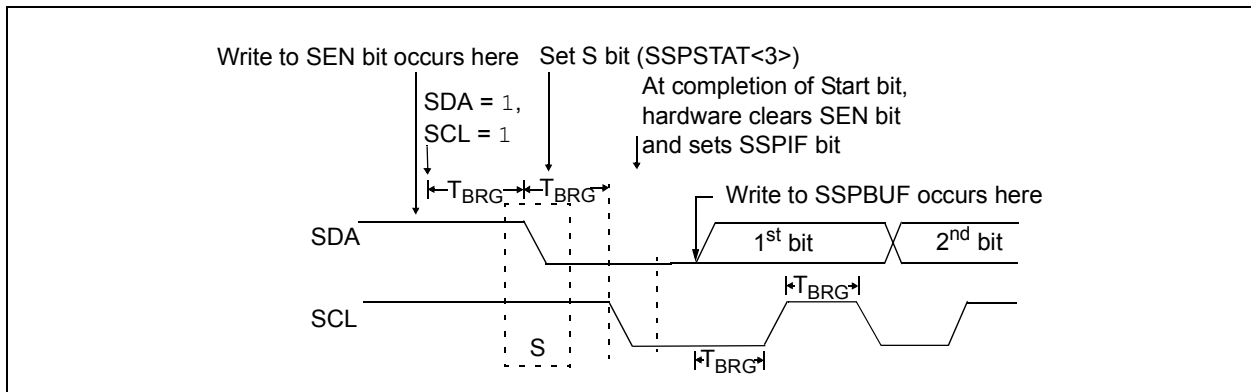 Write to SEN bit occurs here
Set S bit (SSPSTAT<3>)
SDA = 1,
SCL = 1
At completion of Start bit,
hardware clears SEN bit
and sets SSPIF bit
TBRG
TBRG
Write to SSPBUF occurs here
SDA
1st bit
2nd bit
TBRG
SCL
S
TBRG